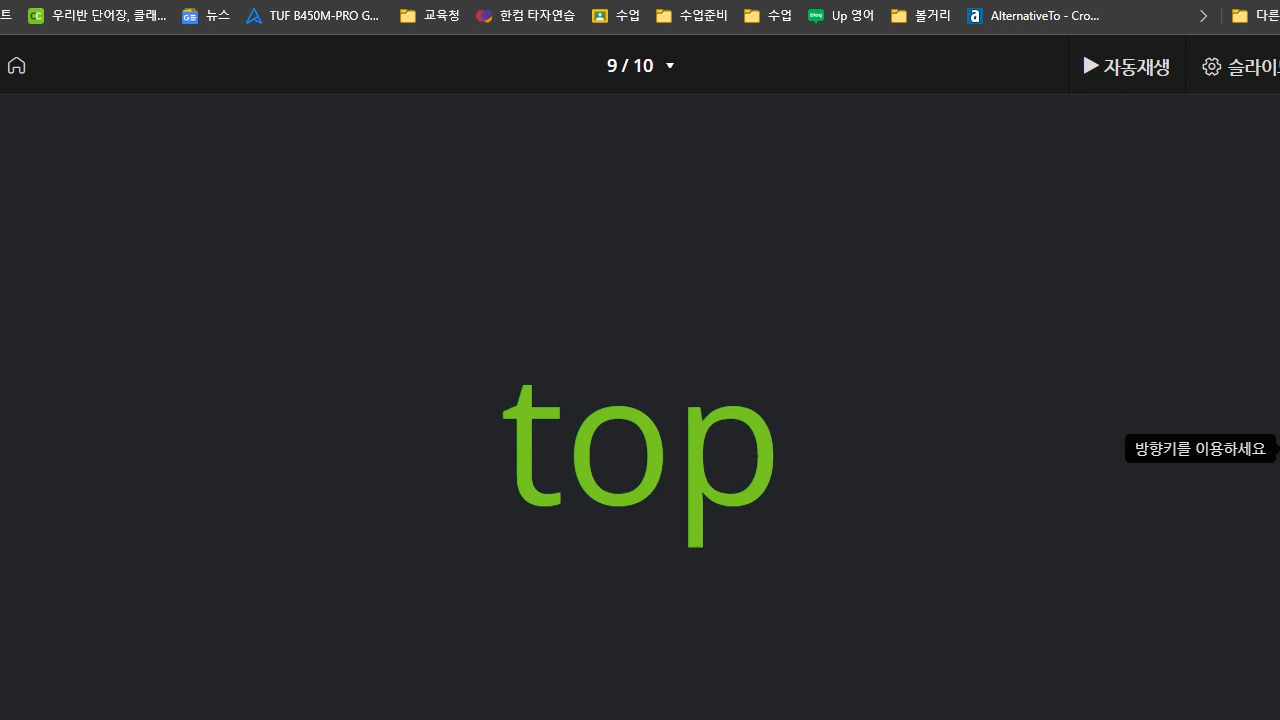 트 우리반 단어장, 클래... 뉴스 TUF B450M-PRO G... 교육청 한컴 타자연습 수업 수업준비 수업 Up 영어 볼거리 AlternativeTo - Cro... 다른
9 / 10 자동재생 슬라이드
top
방향키를 이용하세요